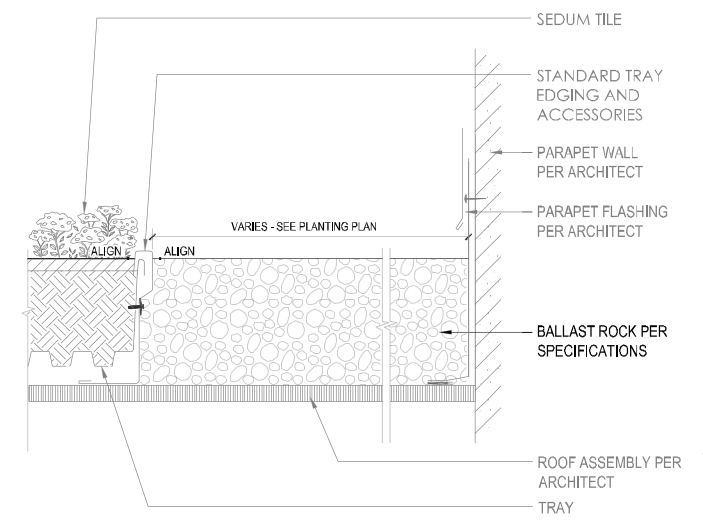 SEDUM TILE
STANDARD TRAY
EDGING AND
ACCESSORIES
PARAPET WALL
PER ARCHITECT
PARAPET FLASHING
PER ARCHITECT
VARIES - SEE PLANTING PLAN
ALIGN
ALIGN
BALLAST ROCK PER
SPECIFICATIONS
ROOF ASSEMBLY PER
ARCHITECT
TRAY